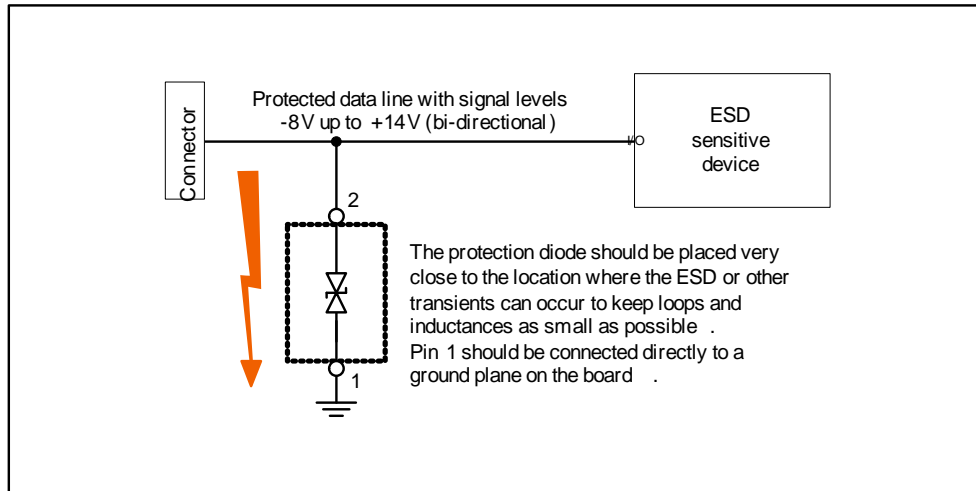 Connector
Protected data line with signal levels
-8V up to +14V (bi-directional)
I/O
ESD
sensitive
device
2
The protection diode should be placed very
close to the location where the ESD or other
transients can occur to keep loops and
inductances as small as possible .
Pin 1 should be connected directly to a
ground plane on the board .
1